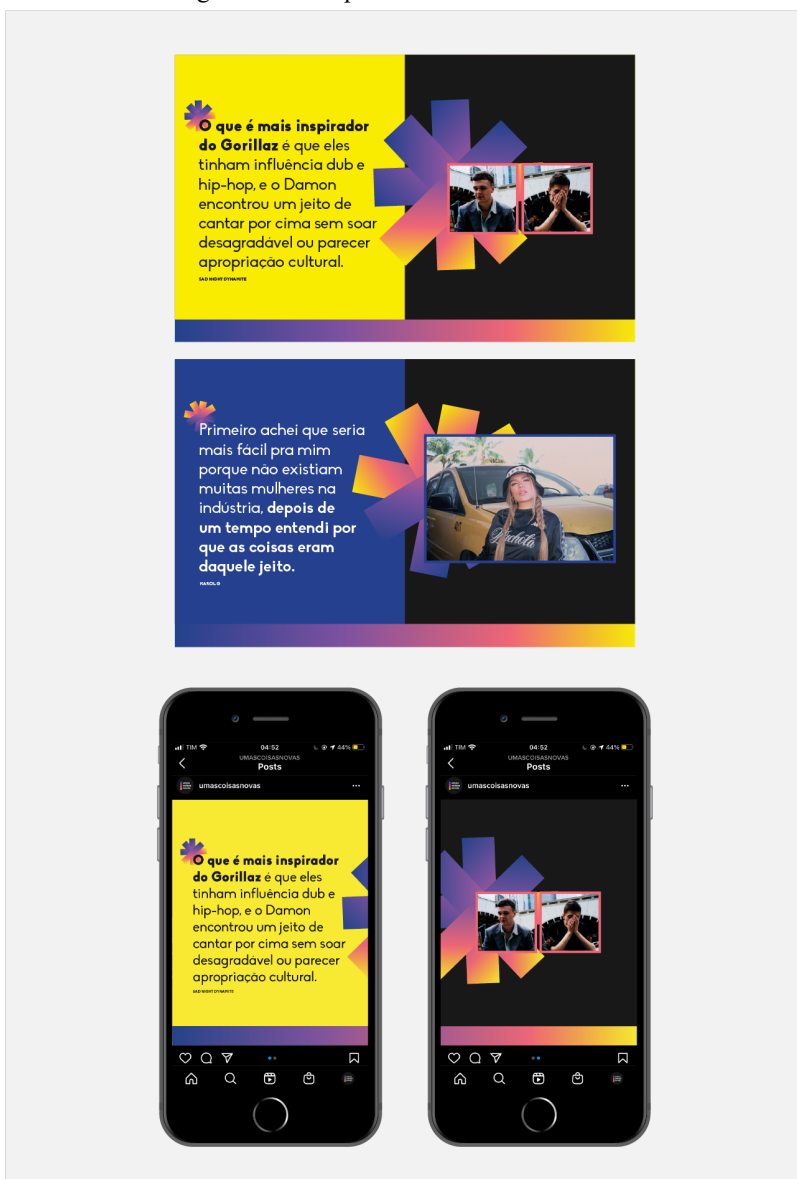 O que é mais inspirador
do Gorillaz é que eles
tinham influência dub e
hip-hop, e o Damon
encontrou um jeito de
cantar por cima sem soar
desagradável ou parecer
apropriação cultural.
SAD NIGHT DYNAMITE
Primeiro achei que seria
mais fácil pra mim
porque não existiam
muitas mulheres na
indústria, depois de
um tempo entendi por
que as coisas eram
daquele jeito.
KAROL G
Bichota
TIM 04:52 44%
UMASCOISASNOVAS
Posts
umascoisasnovas
O que é mais inspirador
do Gorillaz é que eles
tinham influência dub e
hip-hop, e o Damon
encontrou um jeito de
cantar por cima sem soar
desagradável ou parecer
apropriação cultural.
SAD NIGHT DYNAMITE
TIM 04:52 44%
UMASCOISASNOVAS
Posts
umascoisasnovas